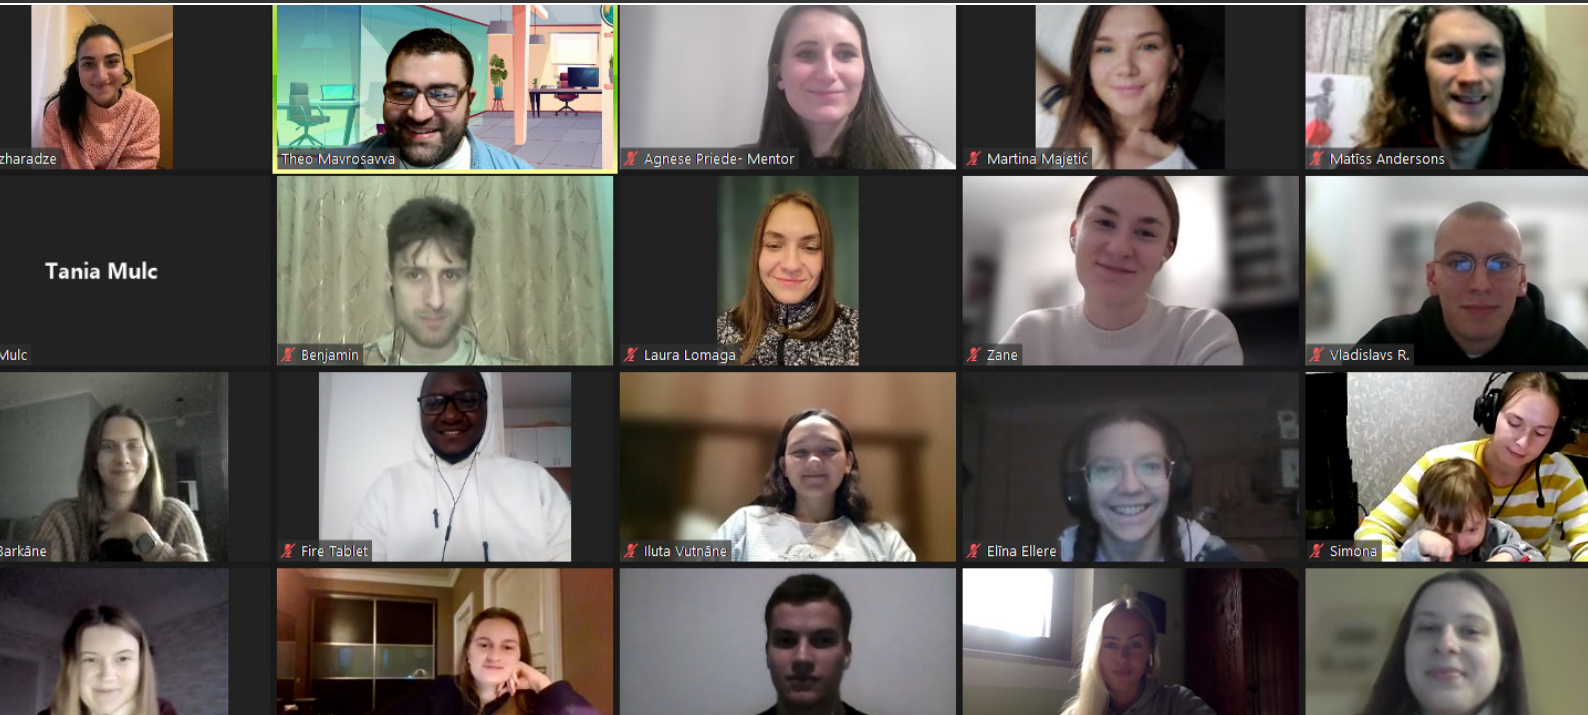 zharadze
Theo Mavrosavva
Agnese Priede- Mentor
Martina Majetić
Matīss Andersons
Tania Mulc
Mulc
Benjamin
Laura Lomaga
Zane
Vladislavs R.
Barkāne
Fire Tablet
Iluta Vutnāne
Elīna Ellere
Simona